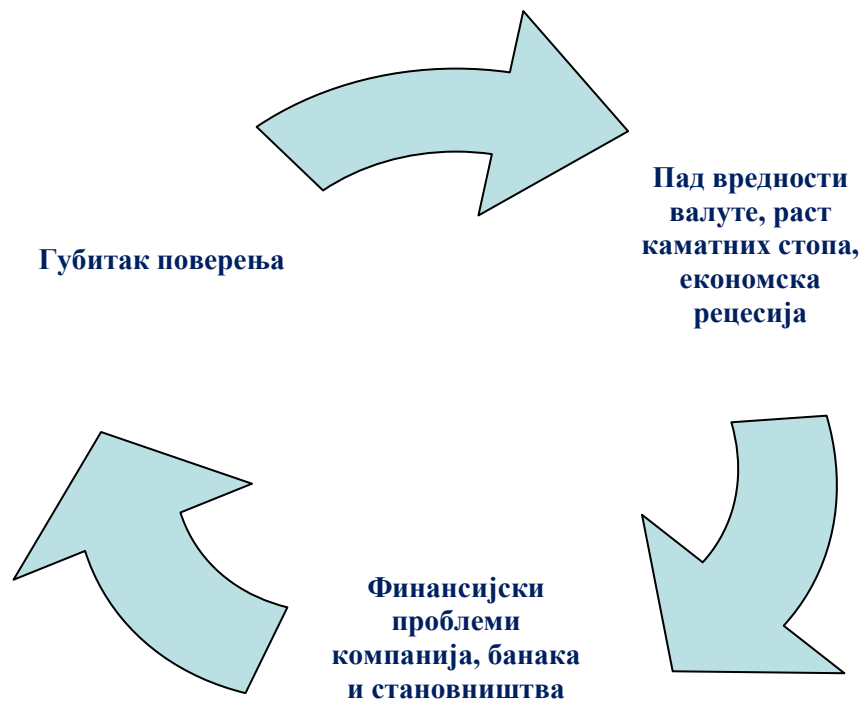 Губитак поверења
Пад вредности
валуте, раст
каматних стопа,
економска
рецесија
Финансијски
проблеми
компанија, банака
и становништва